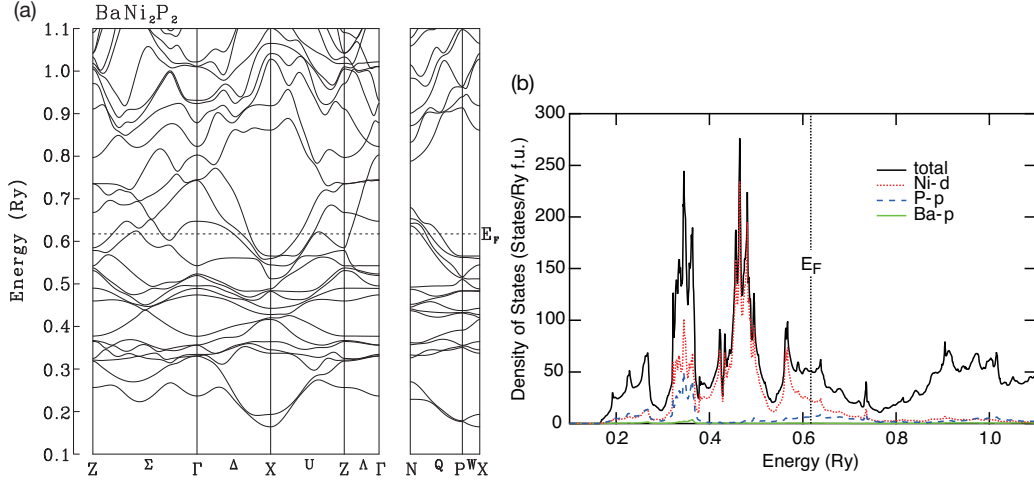 (a)
BaNi₂P₂
1.1
1.0
0.9
0.8
0.7
0.6
0.5
0.4
0.3
0.2
0.1
Energy (Ry)
E_F
Z Σ Γ Δ X U Z Λ Γ
N Q P W X
(b)
300
250
200
150
100
50
0
Density of States (States/Ry f.u.)
total
Ni-d
P-p
Ba-p
E_F
0.2 0.4 0.6 0.8 1.0
Energy (Ry)